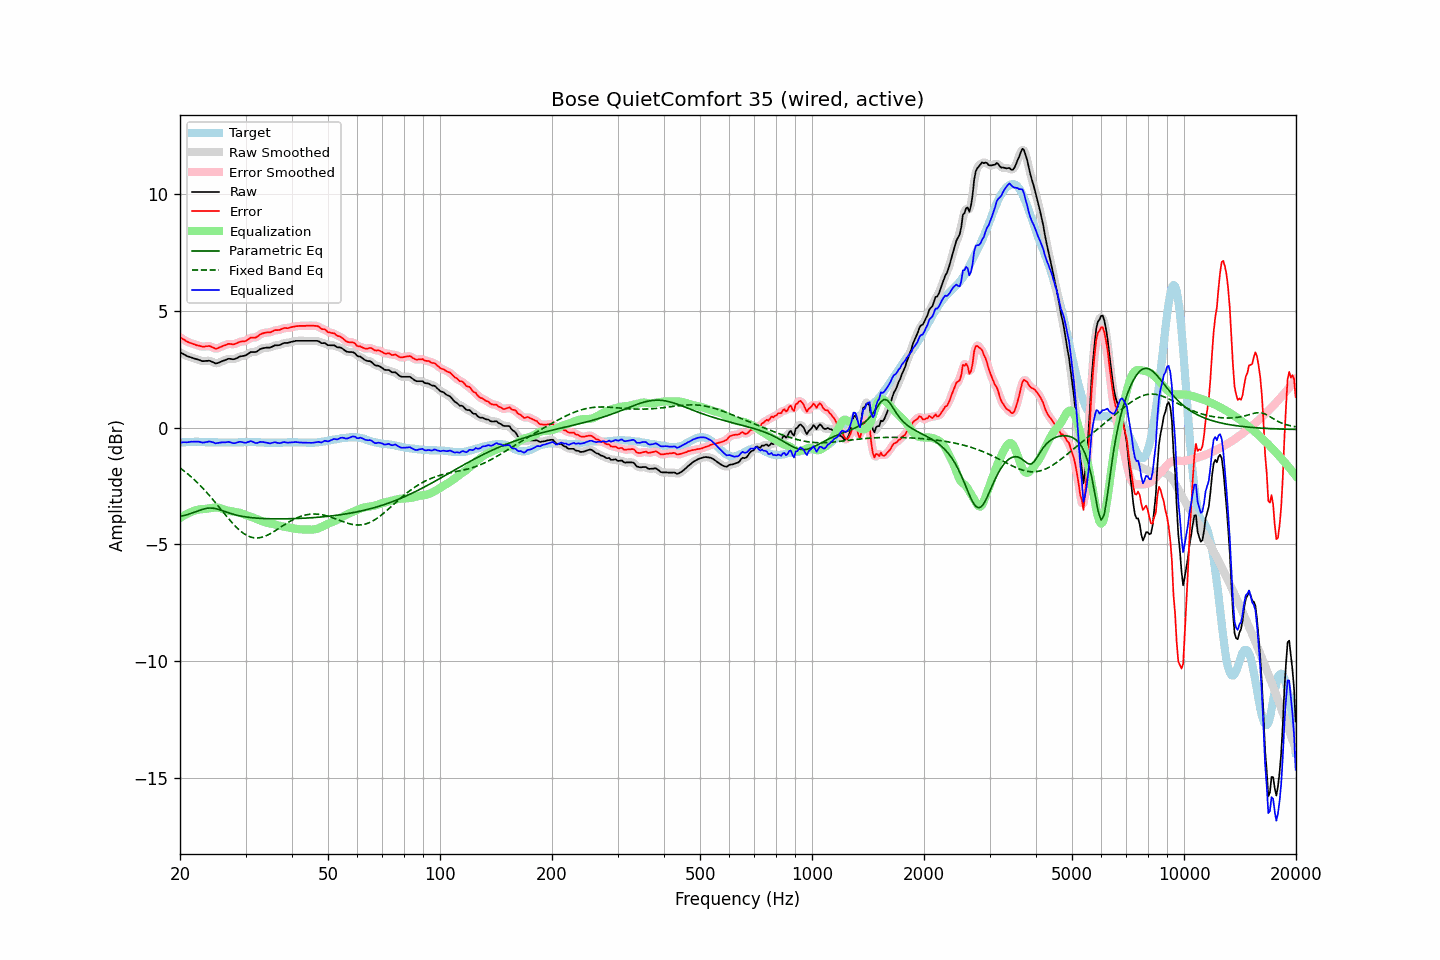 Bose QuietComfort 35 (wired, active)
Target
Raw Smoothed
Error Smoothed
Raw
Error
Equalization
Parametric Eq
Fixed Band Eq
Equalized
10
5
0
−5
−10
−15
Amplitude (dBr)
20 50 100 200 500 1000 2000 5000 10000 20000
Frequency (Hz)